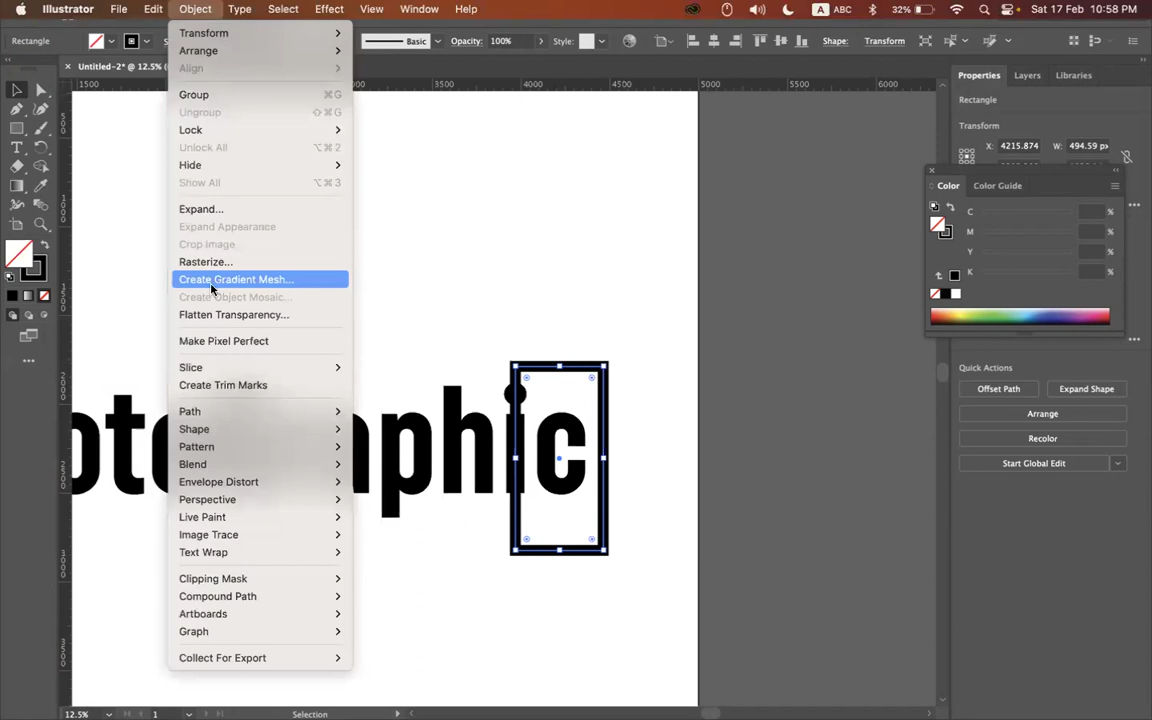 Illustrator File Edit Object Type Select Effect View Window Help A ABC 32% Sat 17 Feb 10:58 PM
Rectangle Basic Opacity: 100% Style: Shape: Transform
Untitled-2* @ 12.5%
1500 4000 4500 5000 5500 6000
Properties Layers Libraries
Rectangle
Transform
X: 4215.874 W: 494.59 px
Color Color Guide
C %
M %
Y %
K %
Quick Actions
Offset Path Expand Shape
Arrange
Recolor
Start Global Edit
Transform
Arrange
Align
Group ⌘G
Ungroup ⇧⌘G
Lock
Unlock All ⌥⌘2
Hide
Show All ⌥⌘3
Expand...
Expand Appearance
Crop Image
Rasterize...
Create Gradient Mesh...
Create Object Mosaic...
Flatten Transparency...
Make Pixel Perfect
Slice
Create Trim Marks
Path
Shape
Pattern
Blend
Envelope Distort
Perspective
Live Paint
Image Trace
Text Wrap
Clipping Mask
Compound Path
Artboards
Graph
Collect For Export
aphic
12.5% 1 Selection